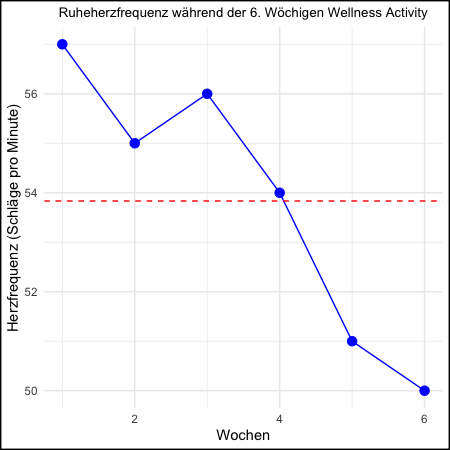 Ruheherzfrequenz während der 6. Wöchigen Wellness Activity
Herzfrequenz (Schläge pro Minute)
56
54
52
50
2
4
6
Wochen